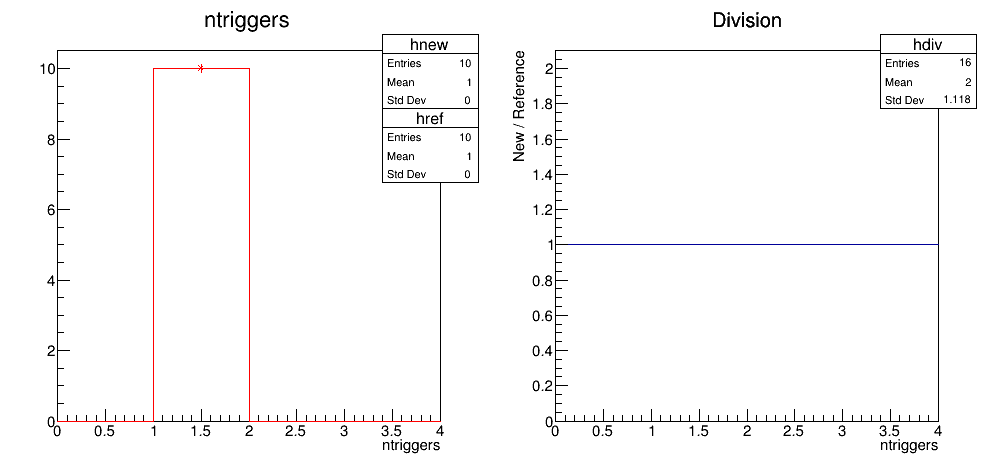 ntriggers
hnew
Entries 10
Mean 1
Std Dev 0
href
Entries 10
Mean 1
Std Dev 0
10
8
6
4
2
0
0 0.5 1 1.5 2 2.5 3 3.5 4
ntriggers
Division
hdiv
Entries 16
Mean 2
Std Dev 1.118
New / Reference
2
1.8
1.6
1.4
1.2
1
0.8
0.6
0.4
0.2
0
0 0.5 1 1.5 2 2.5 3 3.5 4
ntriggers